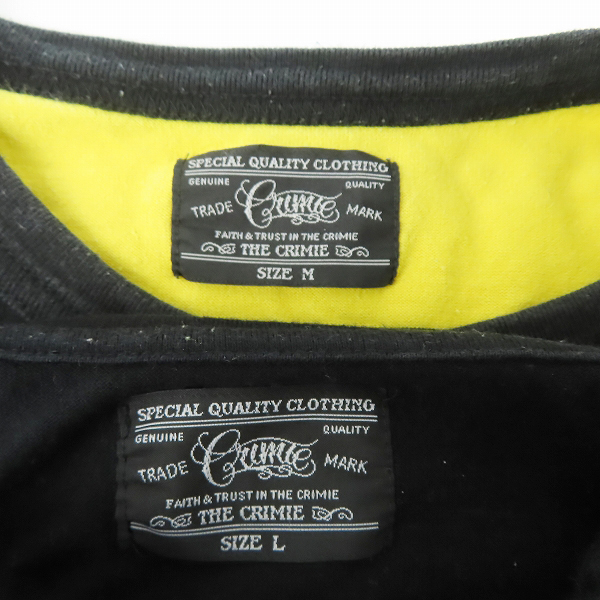 SPECIAL QUALITY CLOTHING
GENUINE QUALITY
TRADE Crimie MARK
FAITH & TRUST IN THE CRIMIE
THE CRIMIE
SIZE M
SPECIAL QUALITY CLOTHING
GENUINE QUALITY
TRADE Crimie MARK
FAITH & TRUST IN THE CRIMIE
THE CRIMIE
SIZE L